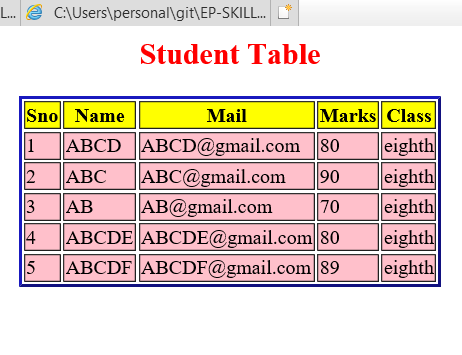 L... C:\Users\personal\git\EP-SKILL...
Student Table
Sno Name Mail Marks Class
1 ABCD ABCD@gmail.com 80 eighth
2 ABC ABC@gmail.com 90 eighth
3 AB AB@gmail.com 70 eighth
4 ABCDE ABCDE@gmail.com 80 eighth
5 ABCDF ABCDF@gmail.com 89 eighth